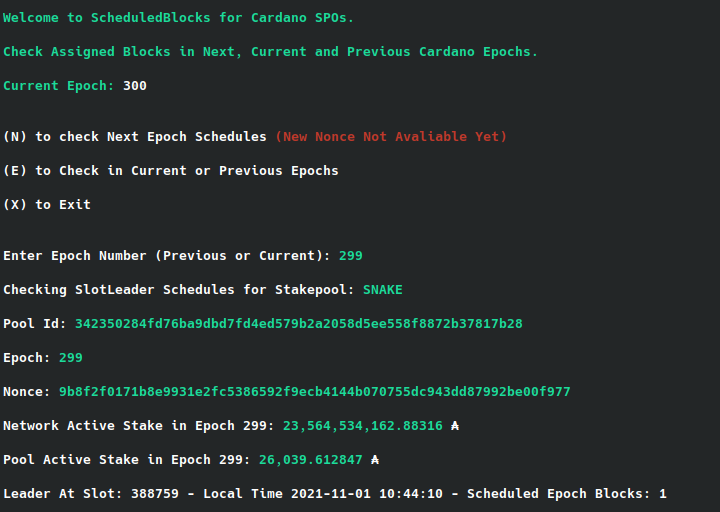 Welcome to ScheduledBlocks for Cardano SPOs.
Check Assigned Blocks in Next, Current and Previous Cardano Epochs.
Current Epoch: 300
(N) to check Next Epoch Schedules (New Nonce Not Avaliable Yet)
(E) to Check in Current or Previous Epochs
(X) to Exit
Enter Epoch Number (Previous or Current): 299
Checking SlotLeader Schedules for Stakepool: SNAKE
Pool Id: 342350284fd76ba9dbd7fd4ed579b2a2058d5ee558f8872b37817b28
Epoch: 299
Nonce: 9b8f2f0171b8e9931e2fc5386592f9ecb4144b070755dc943dd87992be00f977
Network Active Stake in Epoch 299: 23,564,534,162.88316 ₳
Pool Active Stake in Epoch 299: 26,039.612847 ₳
Leader At Slot: 388759 - Local Time 2021-11-01 10:44:10 - Scheduled Epoch Blocks: 1